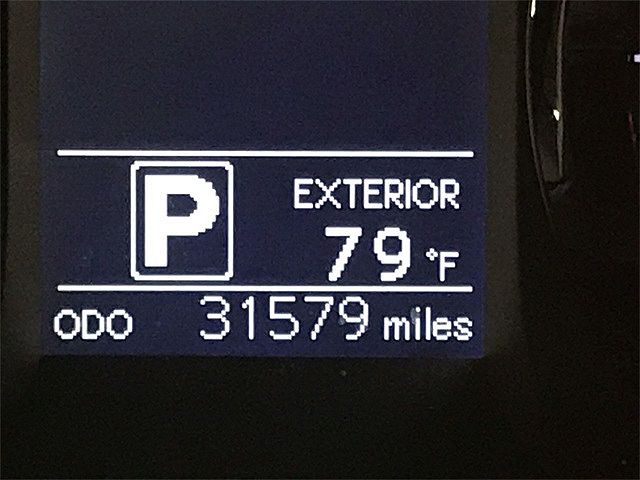 P
EXTERIOR
79 °F
ODO 31579 miles